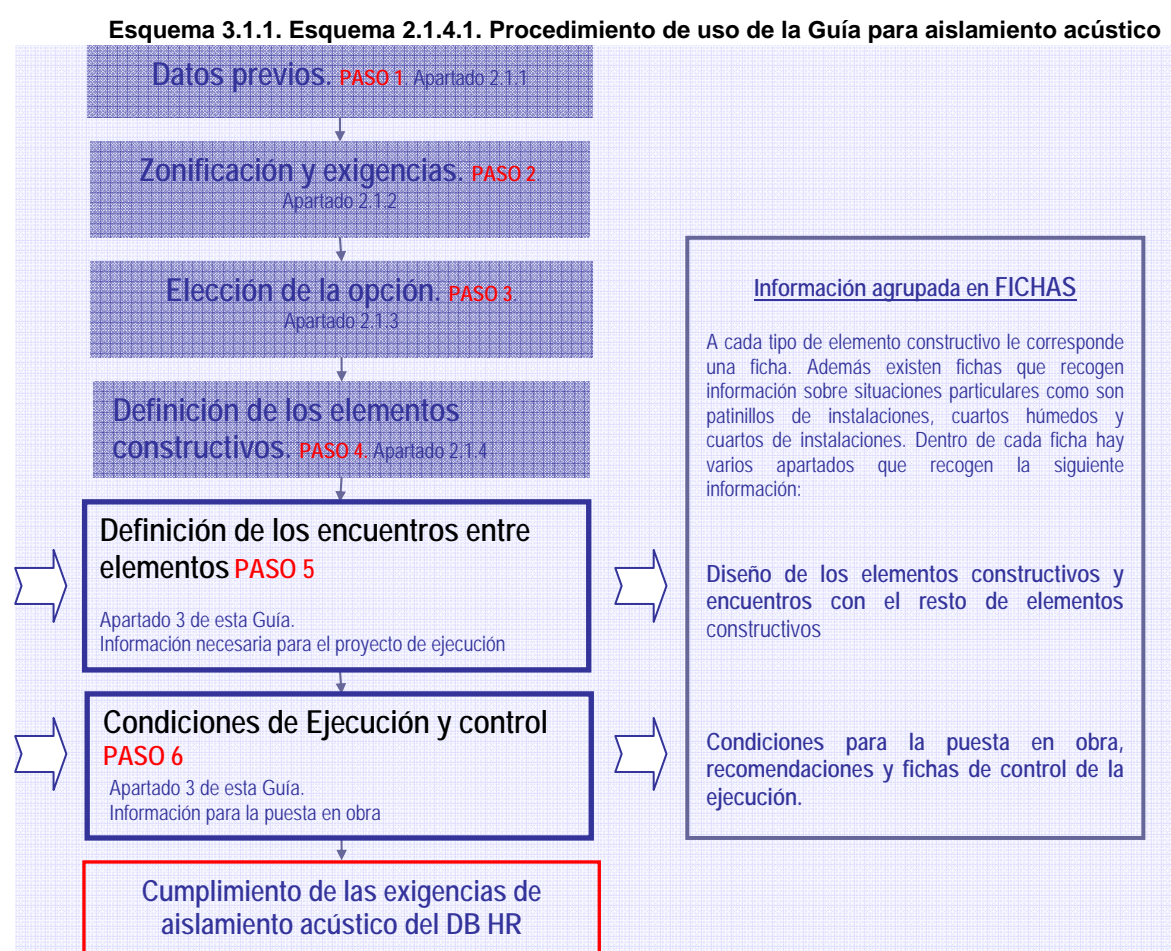 Esquema 3.1.1. Esquema 2.1.4.1. Procedimiento de uso de la Guía para aislamiento acústico
Datos previos. PASO 1. Apartado 2.1.1
Zonificación y exigencias. PASO 2.
Apartado 2.1.2
Elección de la opción. PASO 3.
Apartado 2.1.3
Definición de los elementos
constructivos. PASO 4. Apartado 2.1.4
Definición de los encuentros entre
elementos PASO 5
Apartado 3 de esta Guía.
Información necesaria para el proyecto de ejecución
Condiciones de Ejecución y control
PASO 6
Apartado 3 de esta Guía.
Información para la puesta en obra
Cumplimiento de las exigencias de
aislamiento acústico del DB HR
Información agrupada en FICHAS
A cada tipo de elemento constructivo le corresponde
una ficha. Además existen fichas que recogen
información sobre situaciones particulares como son
patinillos de instalaciones, cuartos húmedos y
cuartos de instalaciones. Dentro de cada ficha hay
varios apartados que recogen la siguiente
información:
Diseño de los elementos constructivos y
encuentros con el resto de elementos
constructivos
Condiciones para la puesta en obra,
recomendaciones y fichas de control de la
ejecución.